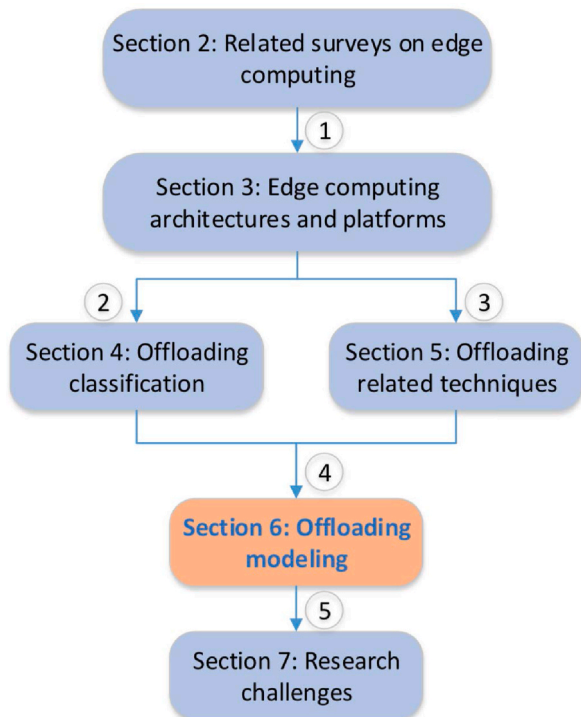 Section 2: Related surveys on edge
computing
1
Section 3: Edge computing
architectures and platforms
2
3
Section 4: Offloading
classification
Section 5: Offloading
related techniques
4
Section 6: Offloading
modeling
5
Section 7: Research
challenges